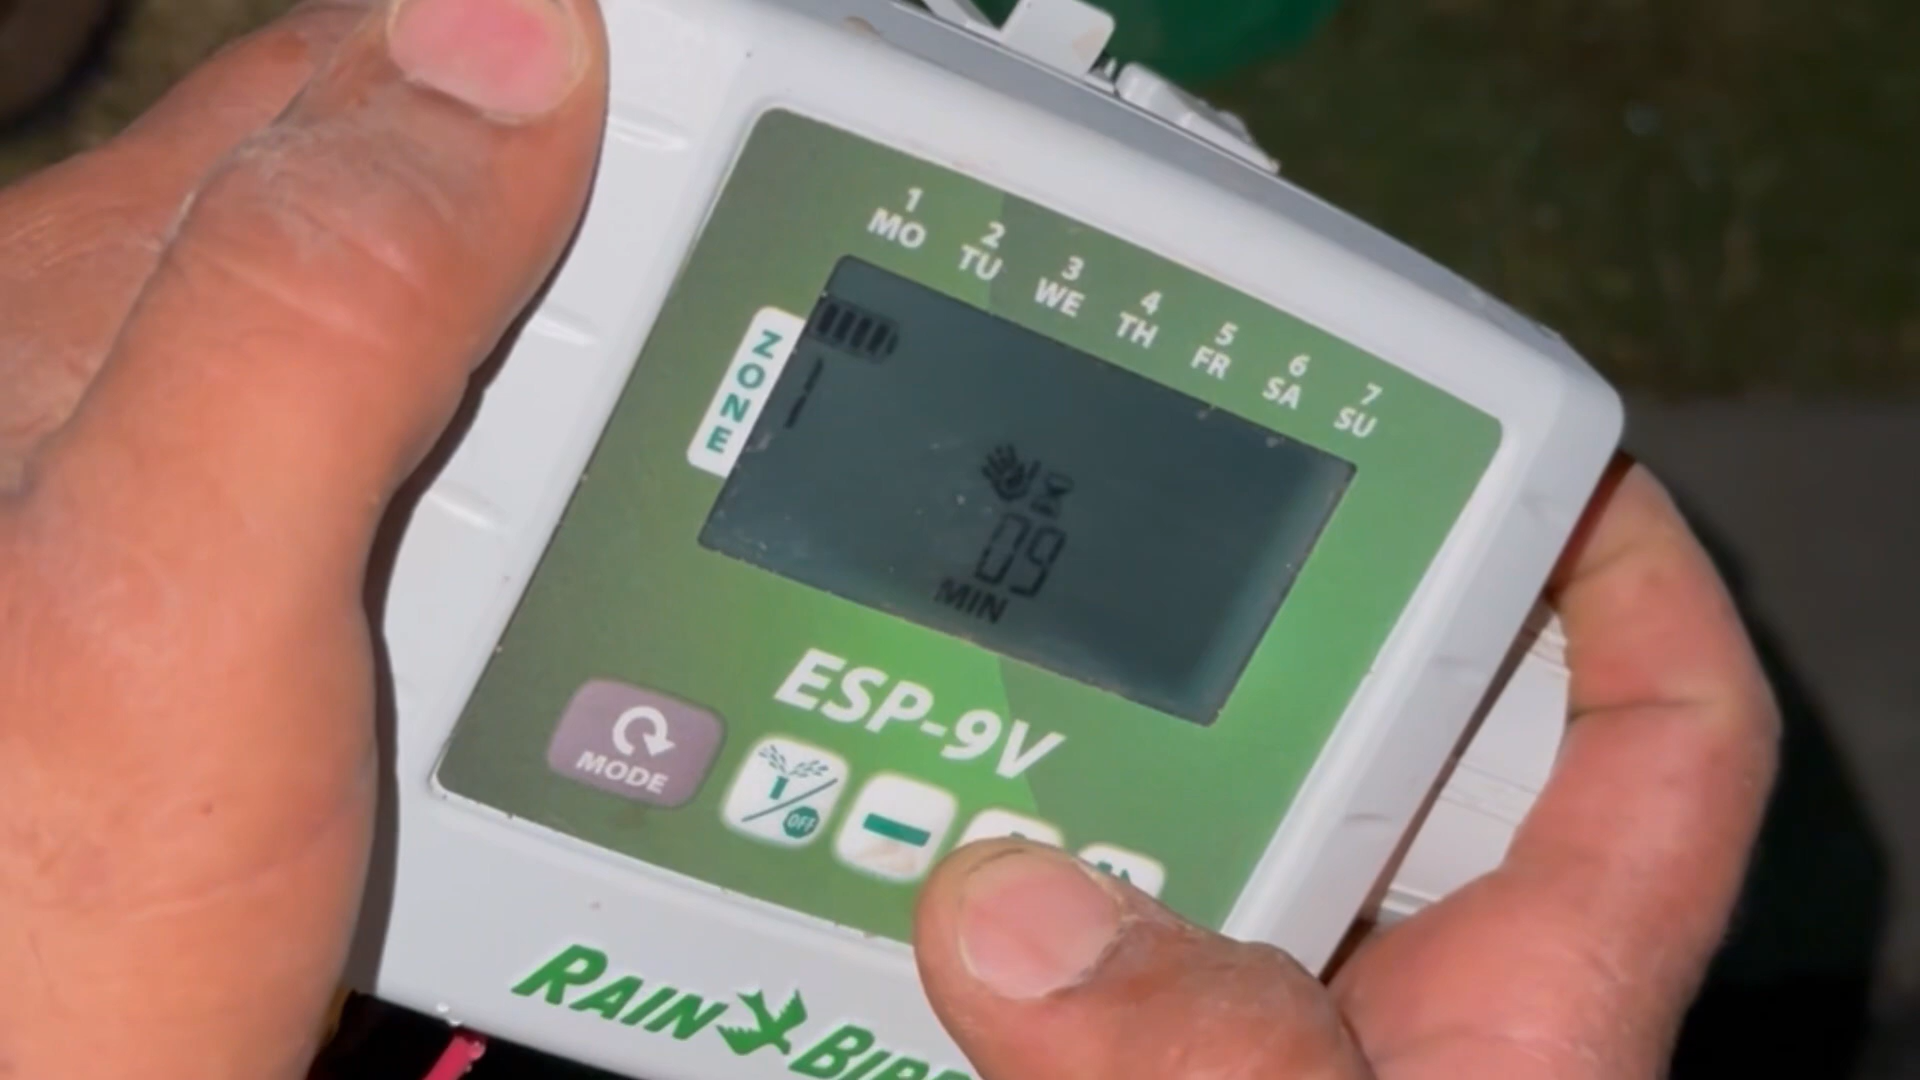 1 2 3 4 5 6 7
MO TU WE TH FR SA SU
ZONE
1
09
MIN
ESP-9V
MODE
OFF
RAIN BIRD